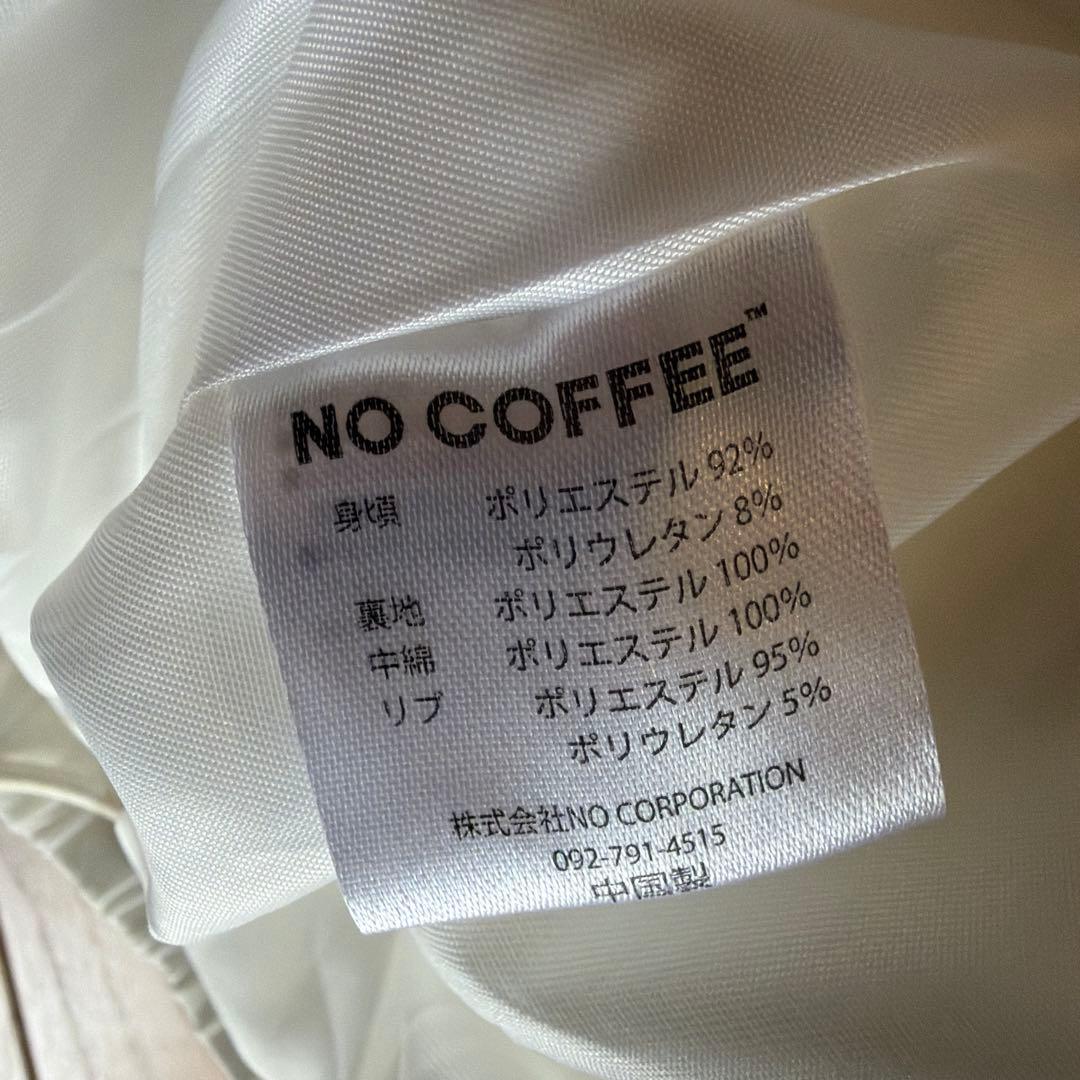 NO COFFEE™
身頃 ポリエステル 92%
ポリウレタン 8%
裏地 ポリエステル 100%
中綿 ポリエステル 100%
リブ ポリエステル 95%
ポリウレタン 5%
株式会社NO CORPORATION
092-791-4515
中国製